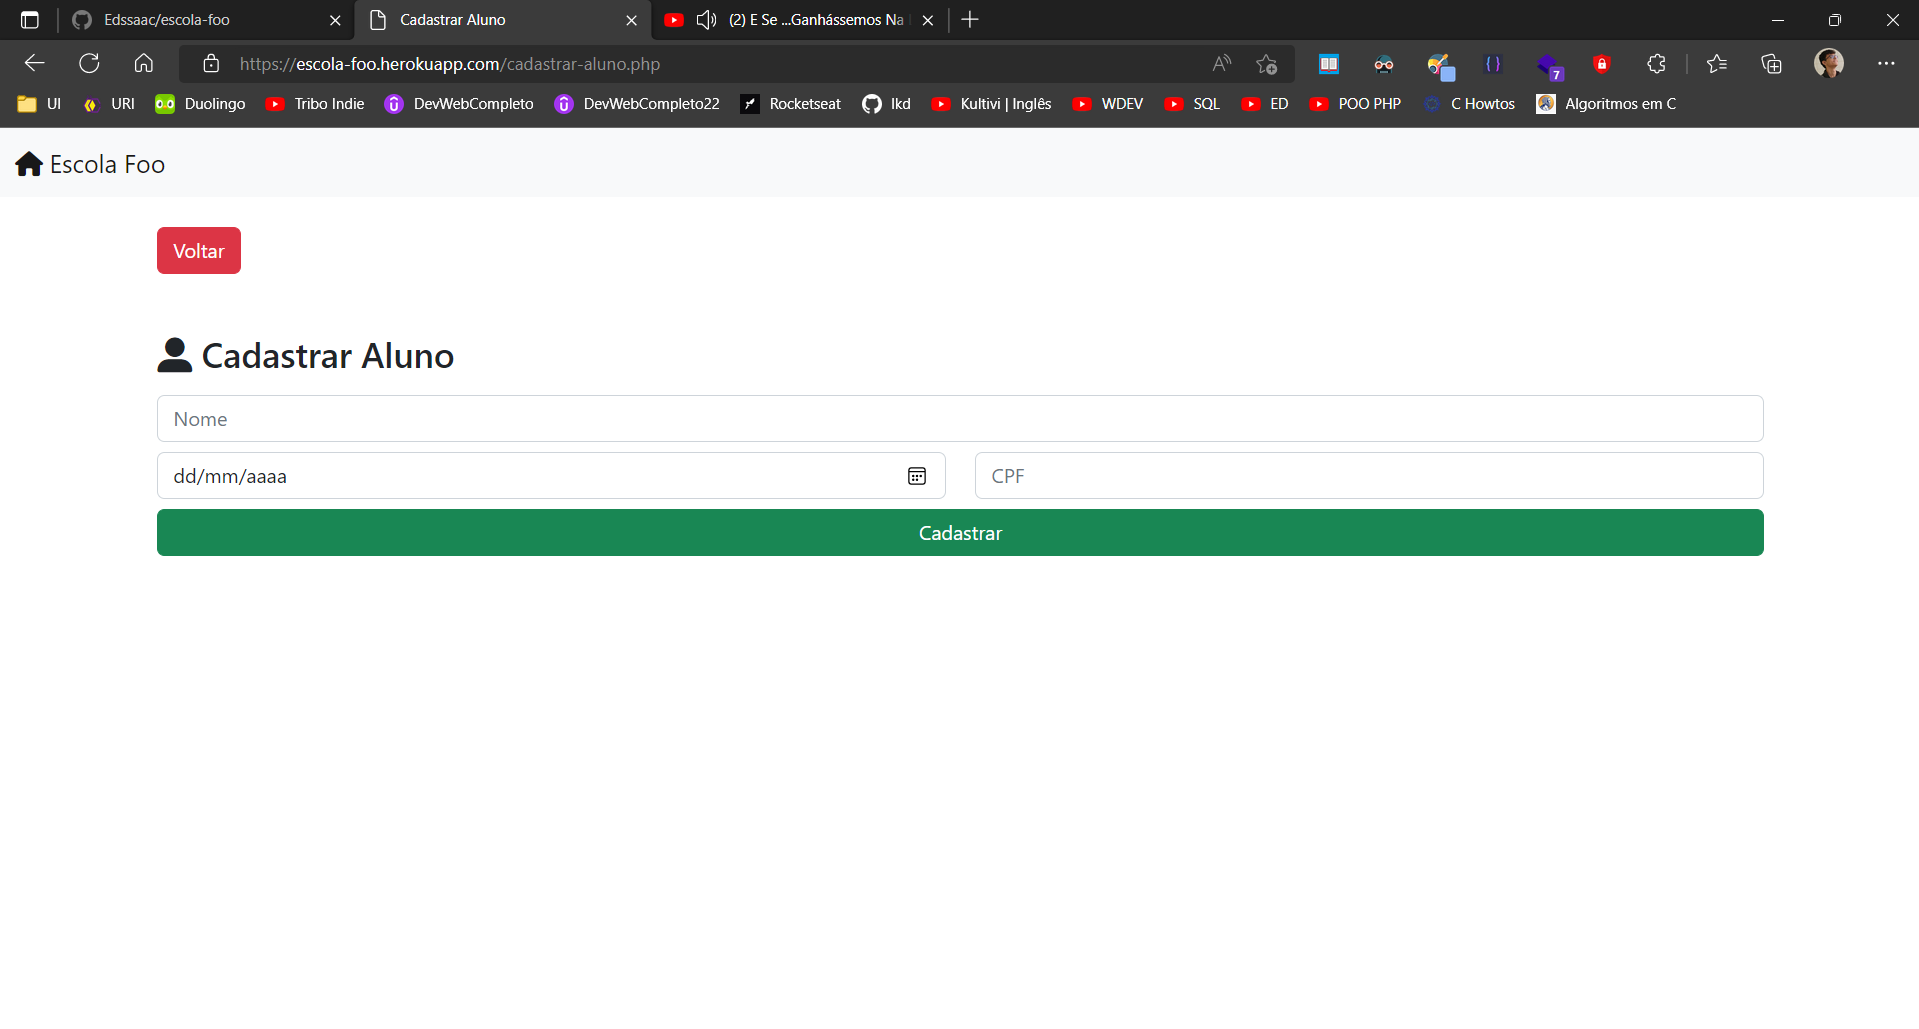 Edssaac/escola-foo
Cadastrar Aluno
(2) E Se ...Ganhássemos Na
https://escola-foo.herokuapp.com/cadastrar-aluno.php
7
UI URI Duolingo Tribo Indie DevWebCompleto DevWebCompleto22 Rocketseat lkd Kultivi | Inglês WDEV SQL ED POO PHP C Howtos Algoritmos em C
Escola Foo
Voltar
Cadastrar Aluno
Nome
dd/mm/aaaa
CPF
Cadastrar